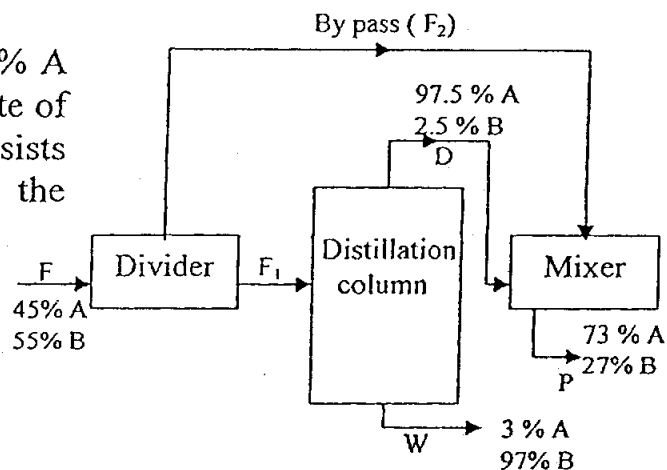 By pass ( F₂)
% A
te of
sists
the
97.5 % A
2.5 % B
D
F
Divider
F₁
Distillation
column
Mixer
45% A
55% B
73 % A
27% B
P
W
3 % A
97% B